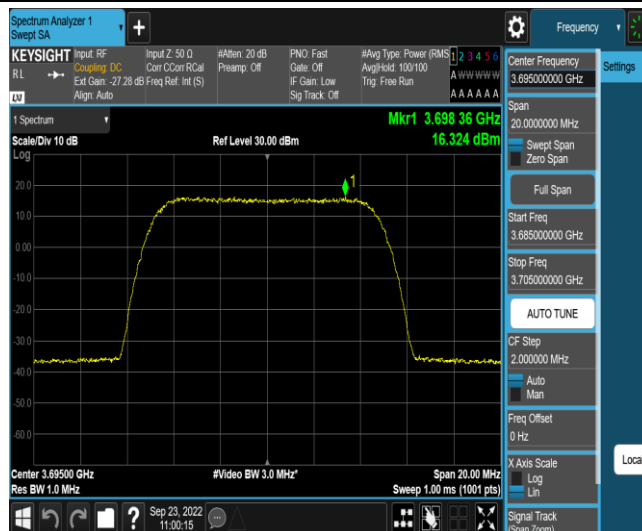 Spectrum Analyzer 1
Swept SA
+
Frequency
KEYSIGHT
RL
LXI
Input: RF
Coupling: DC
Ext Gain: -27.28 dB
Align: Auto
Input Z: 50 Ω
Corr CCorr RCal
Freq Ref: Int (S)
#Atten: 20 dB
Preamp: Off
PNO: Fast
Gate: Off
IF Gain: Low
Sig Track: Off
#Avg Type: Power (RMS
Avg|Hold: 100/100
Trig: Free Run
1 2 3 4 5 6
A W W W W W
A A A A A A
1 Spectrum
Scale/Div 10 dB
Log
Ref Level 30.00 dBm
Mkr1 3.698 36 GHz
16.324 dBm
1
20.0
10.0
0.00
-10.0
-20.0
-30.0
-40.0
-50.0
-60.0
Center 3.69500 GHz
Res BW 1.0 MHz
#Video BW 3.0 MHz*
Span 20.00 MHz
Sweep 1.00 ms (1001 pts)
?
Sep 23, 2022
11:00:15
Center Frequency
3.695000000 GHz
Span
20.0000000 MHz
Swept Span
Zero Span
Full Span
Start Freq
3.685000000 GHz
Stop Freq
3.705000000 GHz
AUTO TUNE
CF Step
2.000000 MHz
Auto
Man
Freq Offset
0 Hz
X Axis Scale
Log
Lin
Signal Track
(Span Zoom)
Settings
Local